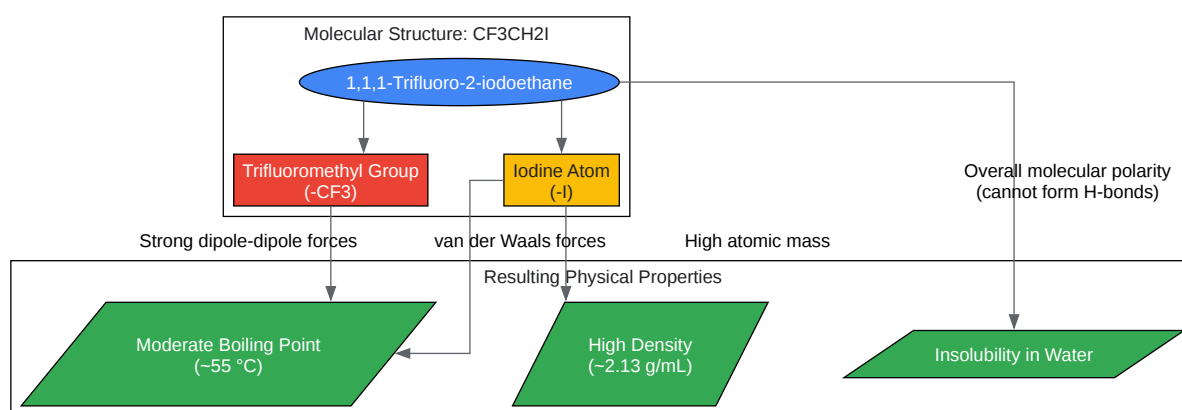 Molecular Structure: CF3CH2I
1,1,1-Trifluoro-2-iodoethane
Trifluoromethyl Group
(-CF3)
Iodine Atom
(-I)
Overall molecular polarity
(cannot form H-bonds)
Strong dipole-dipole forces
van der Waals forces
High atomic mass
Resulting Physical Properties
Moderate Boiling Point
(~55 °C)
High Density
(~2.13 g/mL)
Insolubility in Water